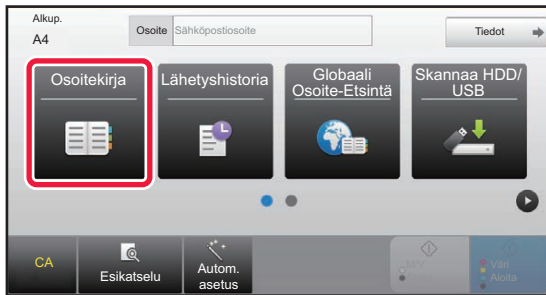 Alkup.
A4
Osoite Sähköpostiosoite
Tiedot
Osoitekirja
Lähetyshistoria
Globaali
Osoite-Etsintä
Skannaa HDD/
USB
CA
Esikatselu
Autom.
asetus
M/V
Aloita
Väri
Aloita